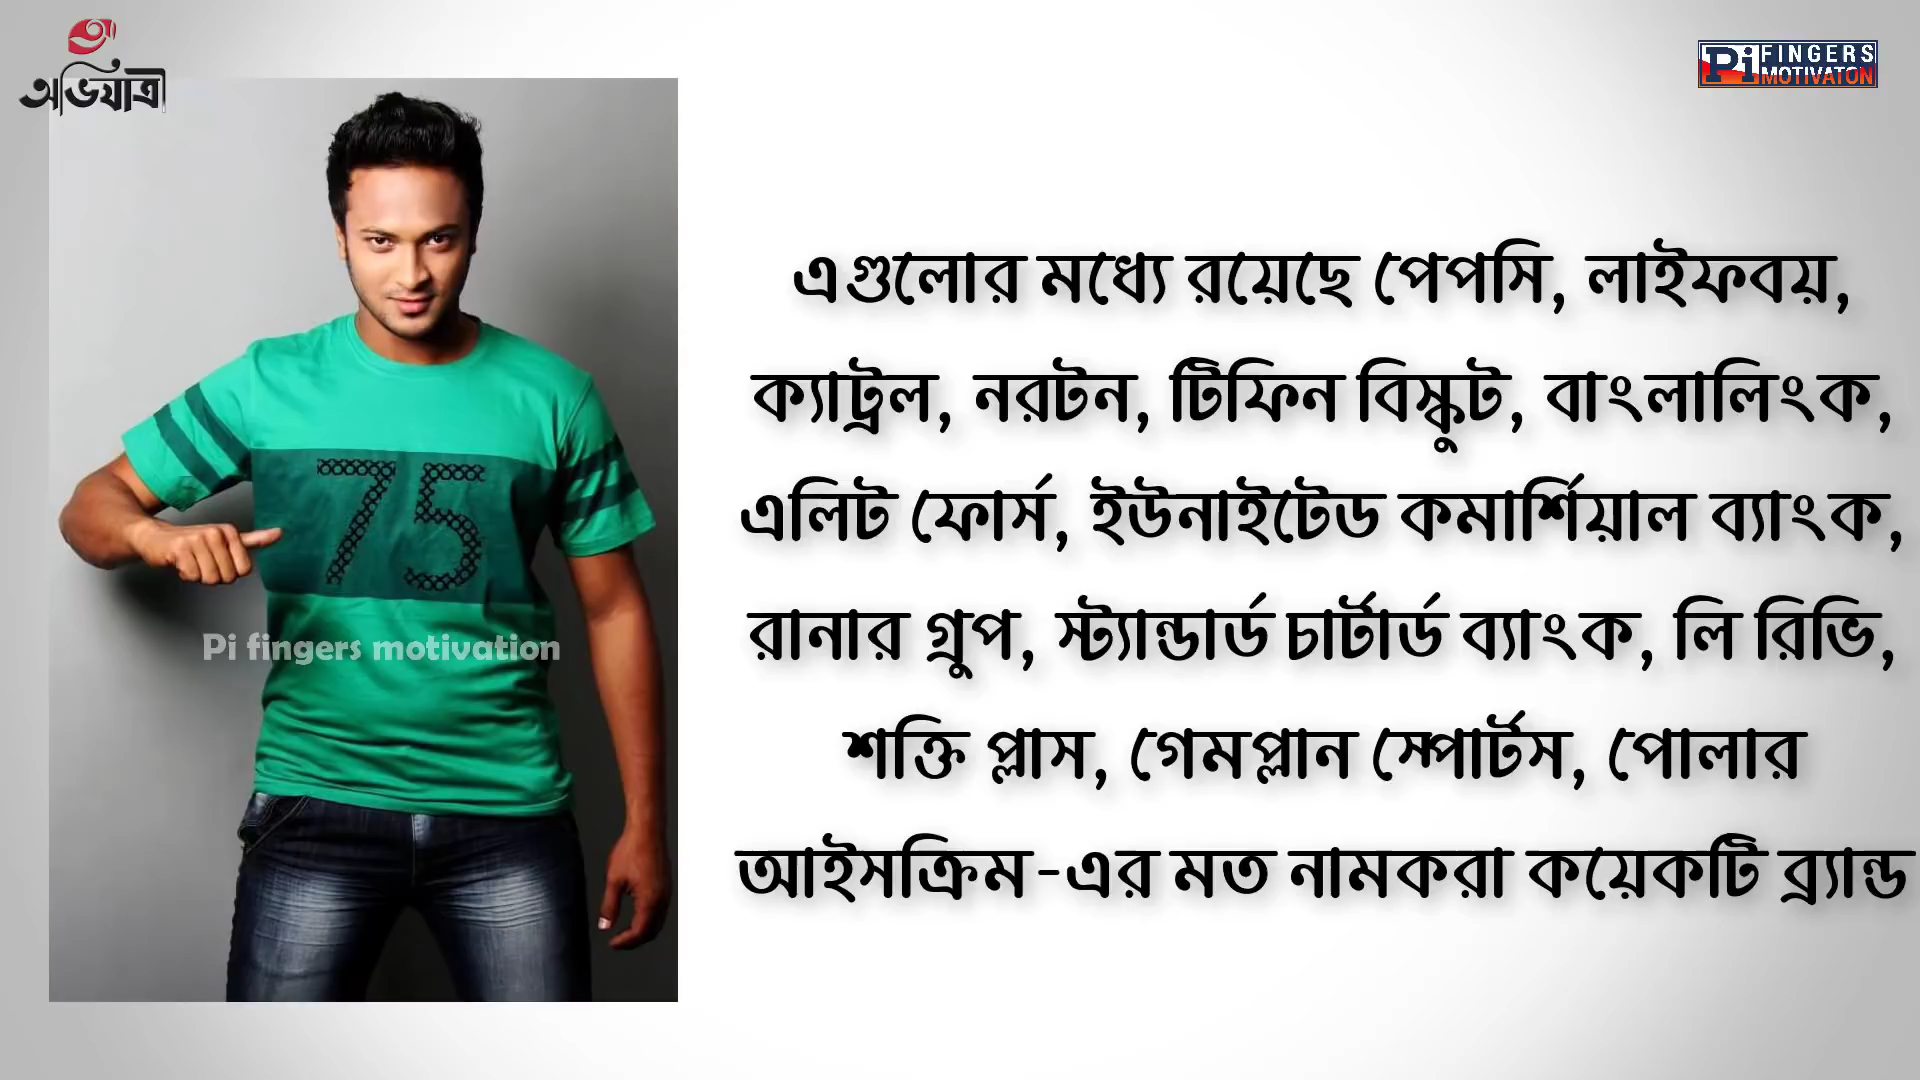 অভিযাত্রী
Pi FINGERS
MOTIVATON
এগুলোর মধ্যে রয়েছে পেপসি, লাইফবয়,
ক্যাট্রল, নরটন, টিফিন বিস্কুট, বাংলালিংক,
এলিট ফোর্স, ইউনাইটেড কমার্শিয়াল ব্যাংক,
রানার গ্রুপ, স্ট্যান্ডার্ড চার্টার্ড ব্যাংক, লি রিভি,
শক্তি প্লাস, গেমপ্লান স্পোর্টস, পোলার
আইসক্রিম-এর মত নামকরা কয়েকটি ব্র্যান্ড
75
Pi fingers motivation